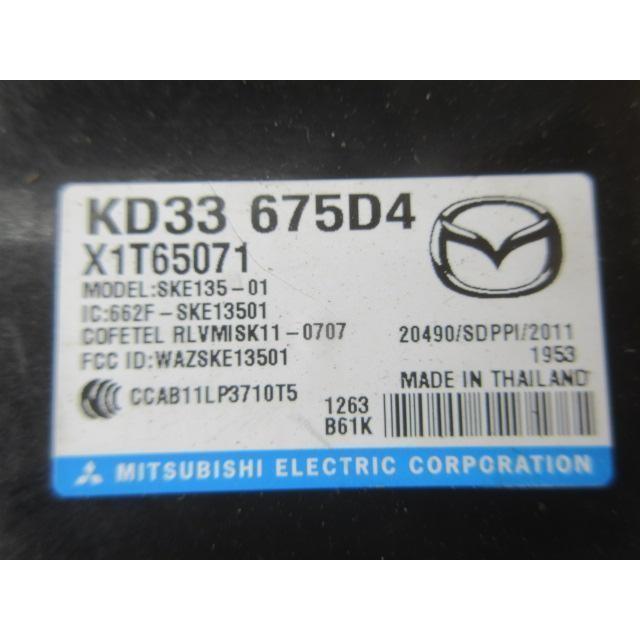 KD33 675D4
X1T65071
MODEL:SKE135-01
IC:662F-SKE13501
COFETEL RLVMISK11-0707
FCC ID:WAZSKE13501
CCAB11LP3710T5
20490/SDPPI/2011
1953
MADE IN THAILAND
1263
B61K
MITSUBISHI ELECTRIC CORPORATION